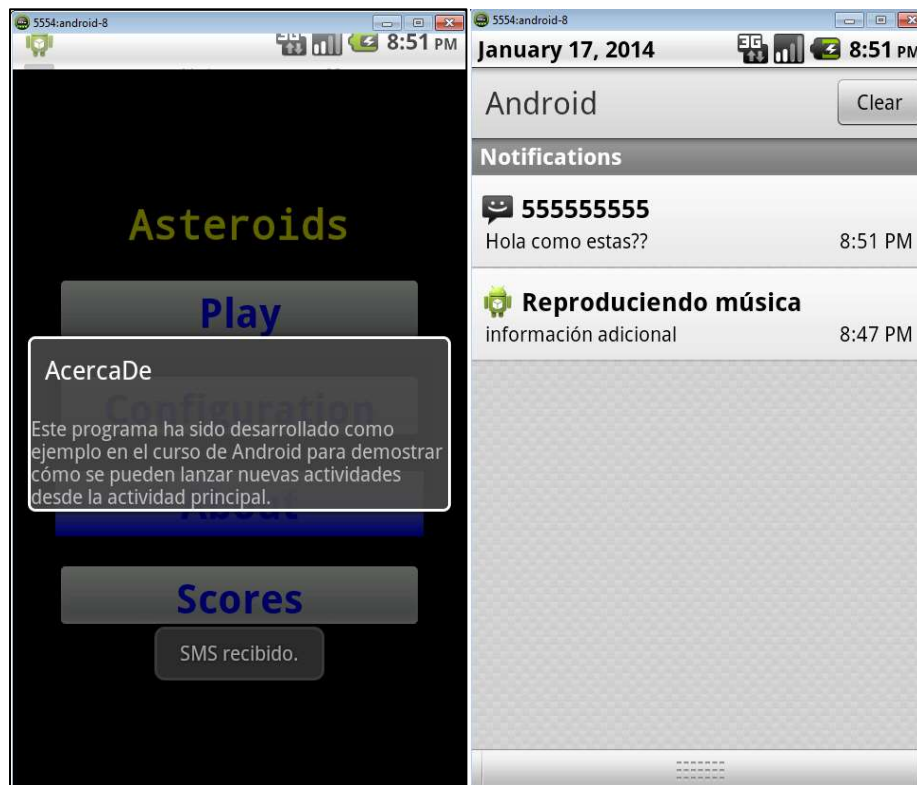 5554:android-8
8:51 PM
Asteroids
Play
AcercaDe
Configuration
Este programa ha sido desarrollado como
ejemplo en el curso de Android para demostrar
cómo se pueden lanzar nuevas actividades
desde la actividad principal.
About
Scores
SMS recibido.
5554:android-8
January 17, 2014 3G 8:51 PM
Android Clear
Notifications
555555555
Hola como estas?? 8:51 PM
Reproduciendo música
información adicional 8:47 PM